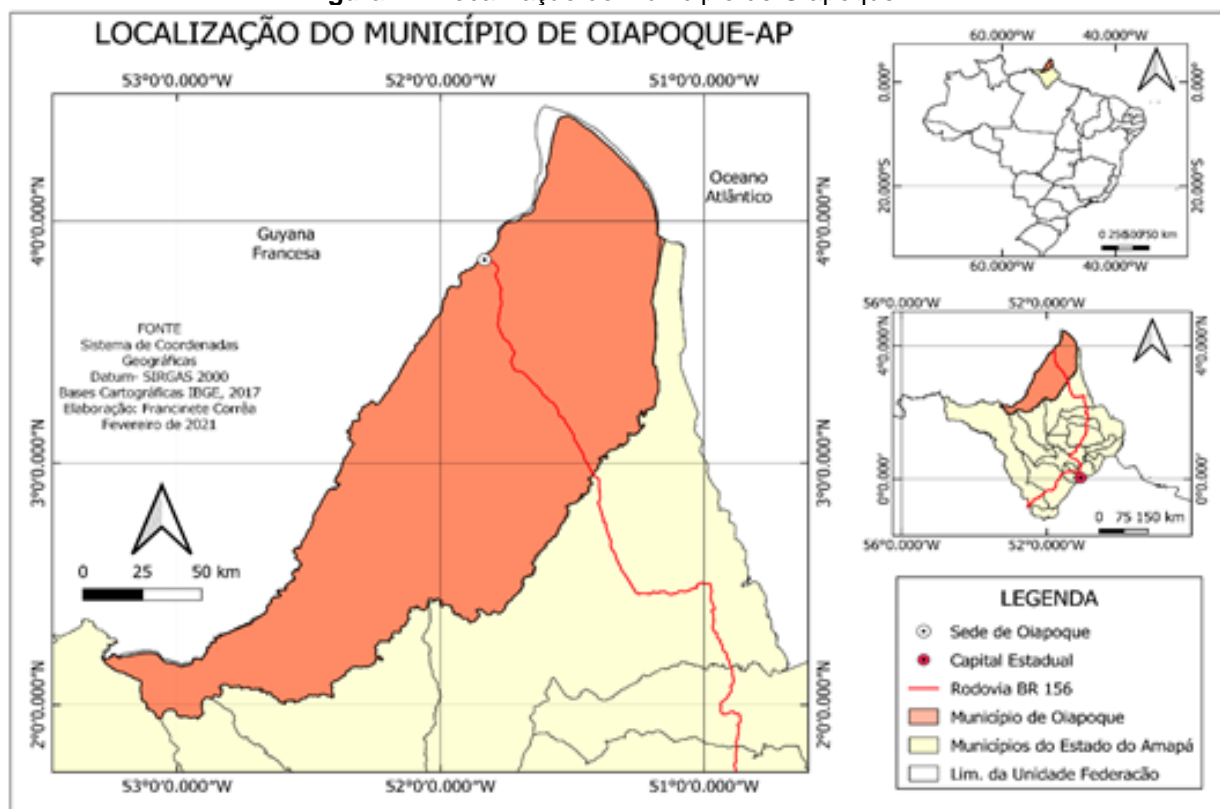 LOCALIZAÇÃO DO MUNICÍPIO DE OIAPOQUE-AP
53°0'0.000"W 52°0'0.000"W 51°0'0.000"W
4°0'0.000"N
3°0'0.000"N
2°0'0.000"N
Oceano
Atlântico
Guyana
Francesa
FONTE
Sistema de Coordenadas
Geográficas
Datum- SIRGAS 2000
Bases Cartográficas IBGE, 2017
Elaboração: Francinete Corrêa
Fevereiro de 2021
0 25 50 km
4°0'0.000"N
3°0'0.000"N
2°0'0.000"N
53°0'0.000"W 52°0'0.000"W 51°0'0.000"W
60.000°W 40.000°W
0.000°
20.000°S
0.000°
20.000°S
60.000°W 40.000°W
56°0.000'W 52°0.000'W
4°0.000'N
0°0.000'
4°0.000'N
0°0.000'
0 75 150 km
56°0.000'W 52°0.000'W
LEGENDA
Sede de Oiapoque
Capital Estadual
Rodovia BR 156
Município de Oiapoque
Municípios do Estado do Amapá
Lim. da Unidade Federacão